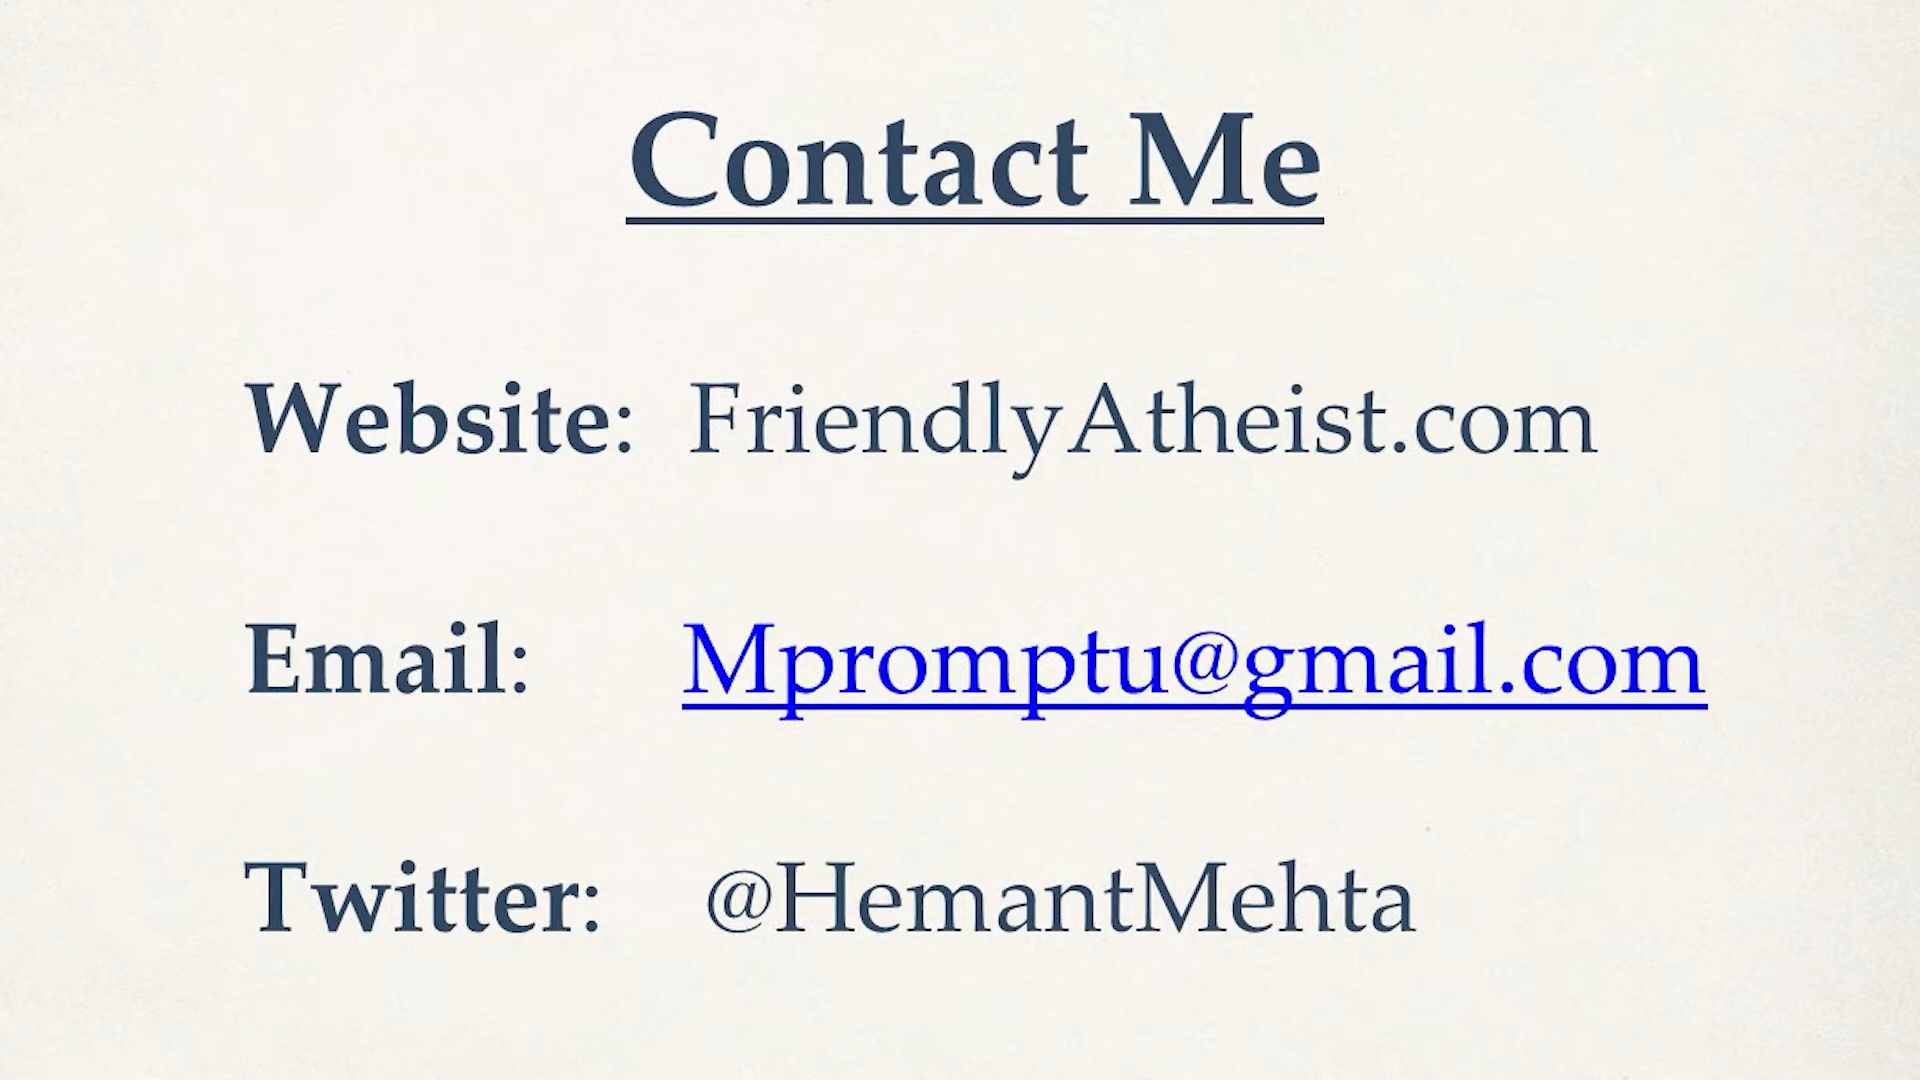 Contact Me
Website: FriendlyAtheist.com
Email: Mpromptu@gmail.com
Twitter: @HemantMehta